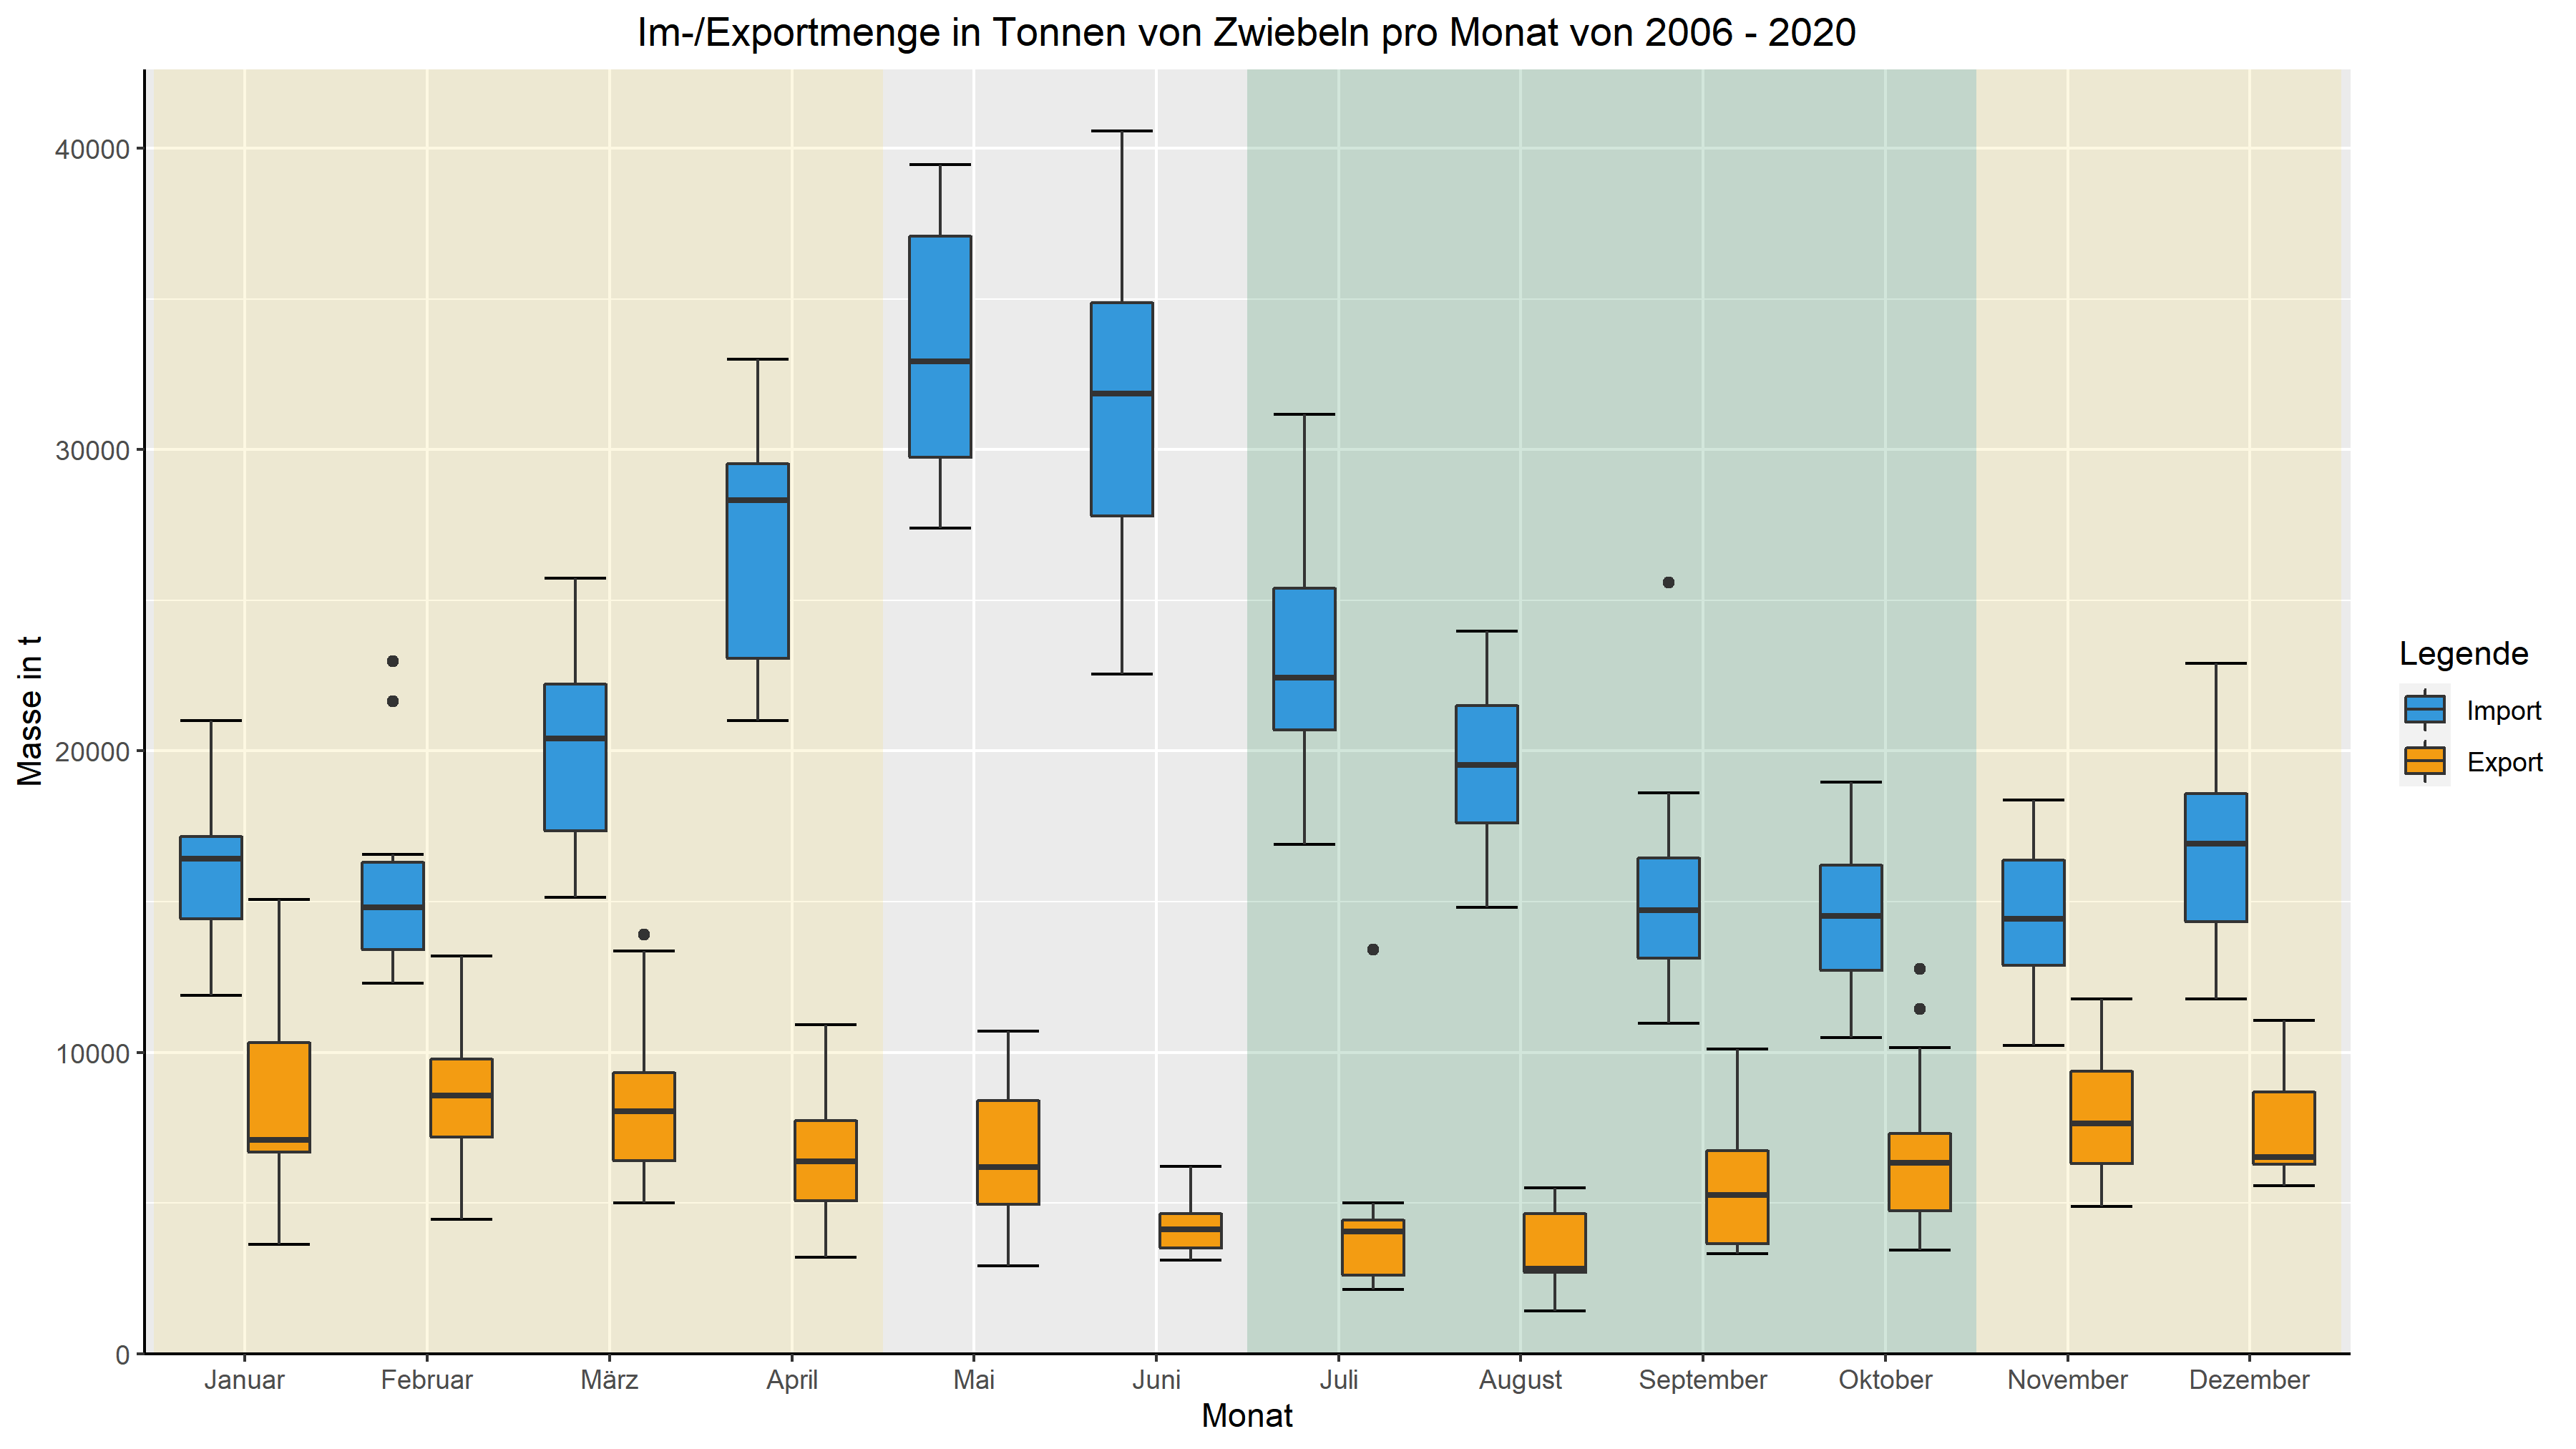 Im-/Exportmenge in Tonnen von Zwiebeln pro Monat von 2006 - 2020
Masse in t
40000
30000
20000
10000
0
Januar Februar März April Mai Juni Juli August September Oktober November Dezember
Monat
Legende
Import
Export